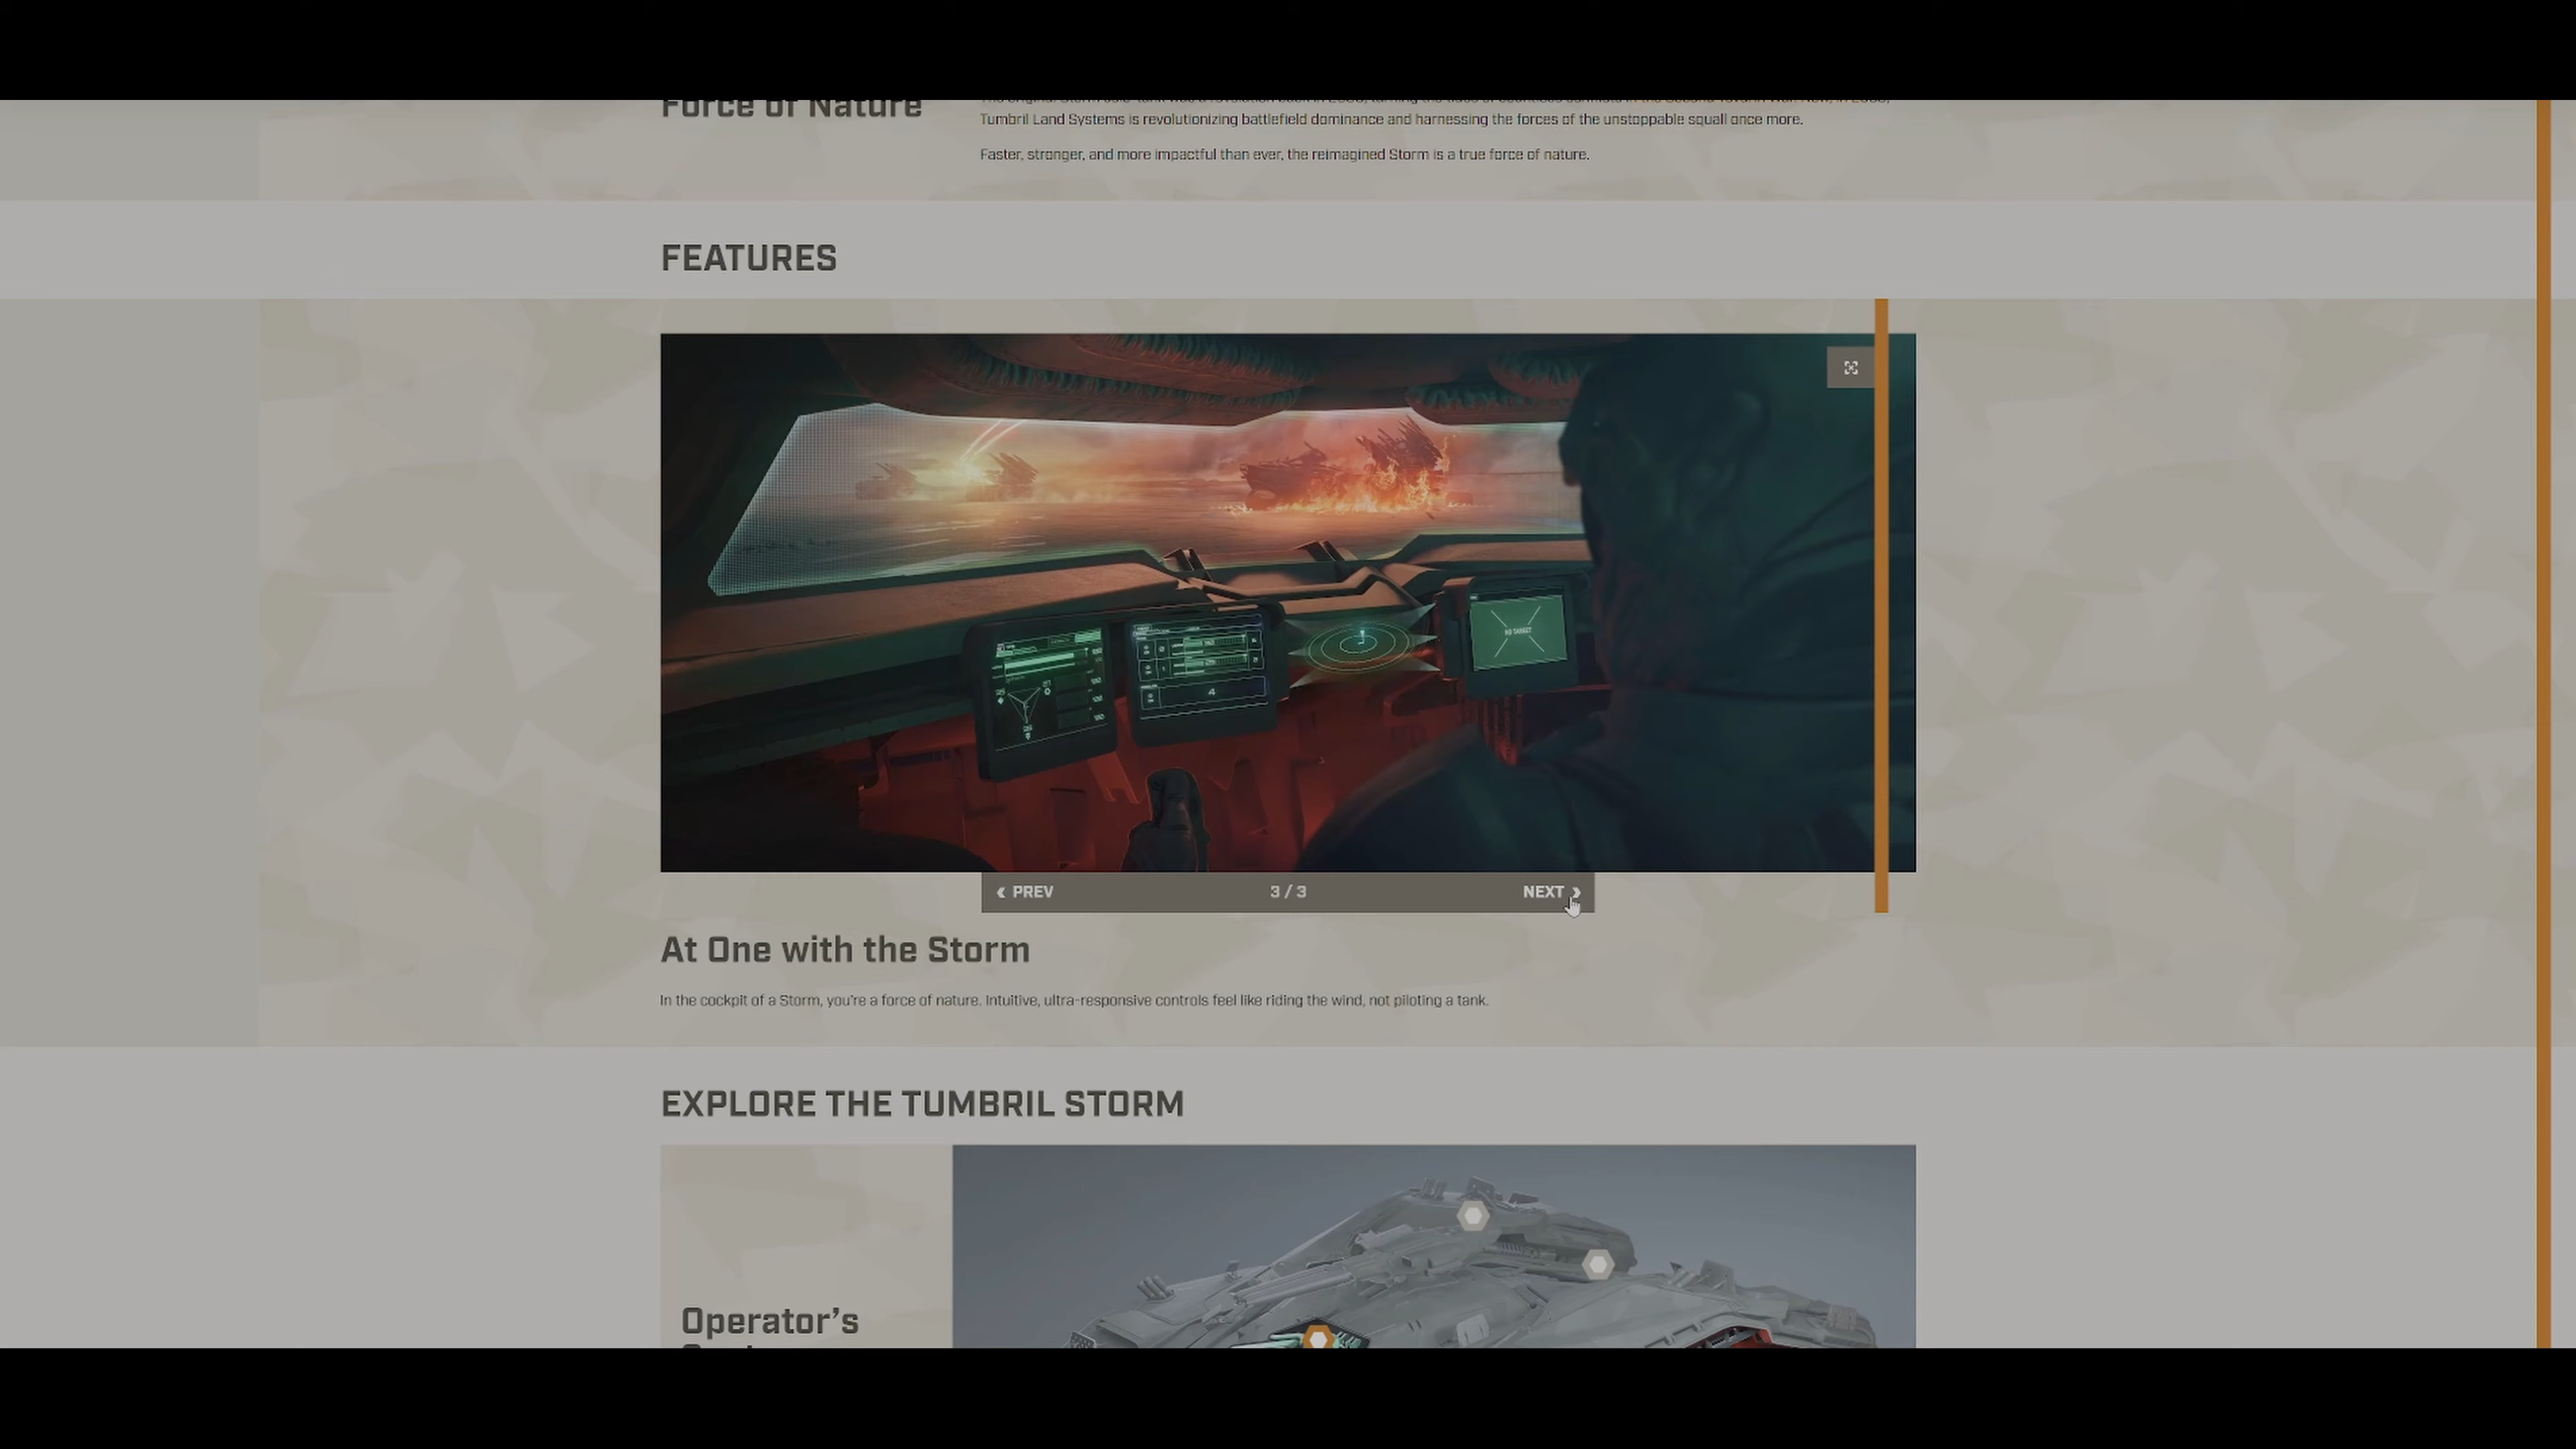 Force of Nature
Tumbril Land Systems is revolutionizing battlefield dominance and harnessing the forces of the unstoppable squall once more.
Faster, stronger, and more impactful than ever, the reimagined Storm is a true force of nature.
FEATURES
NO TARGET
4
PREV
3 / 3
NEXT
At One with the Storm
In the cockpit of a Storm, you're a force of nature. Intuitive, ultra-responsive controls feel like riding the wind, not piloting a tank.
EXPLORE THE TUMBRIL STORM
Operator's